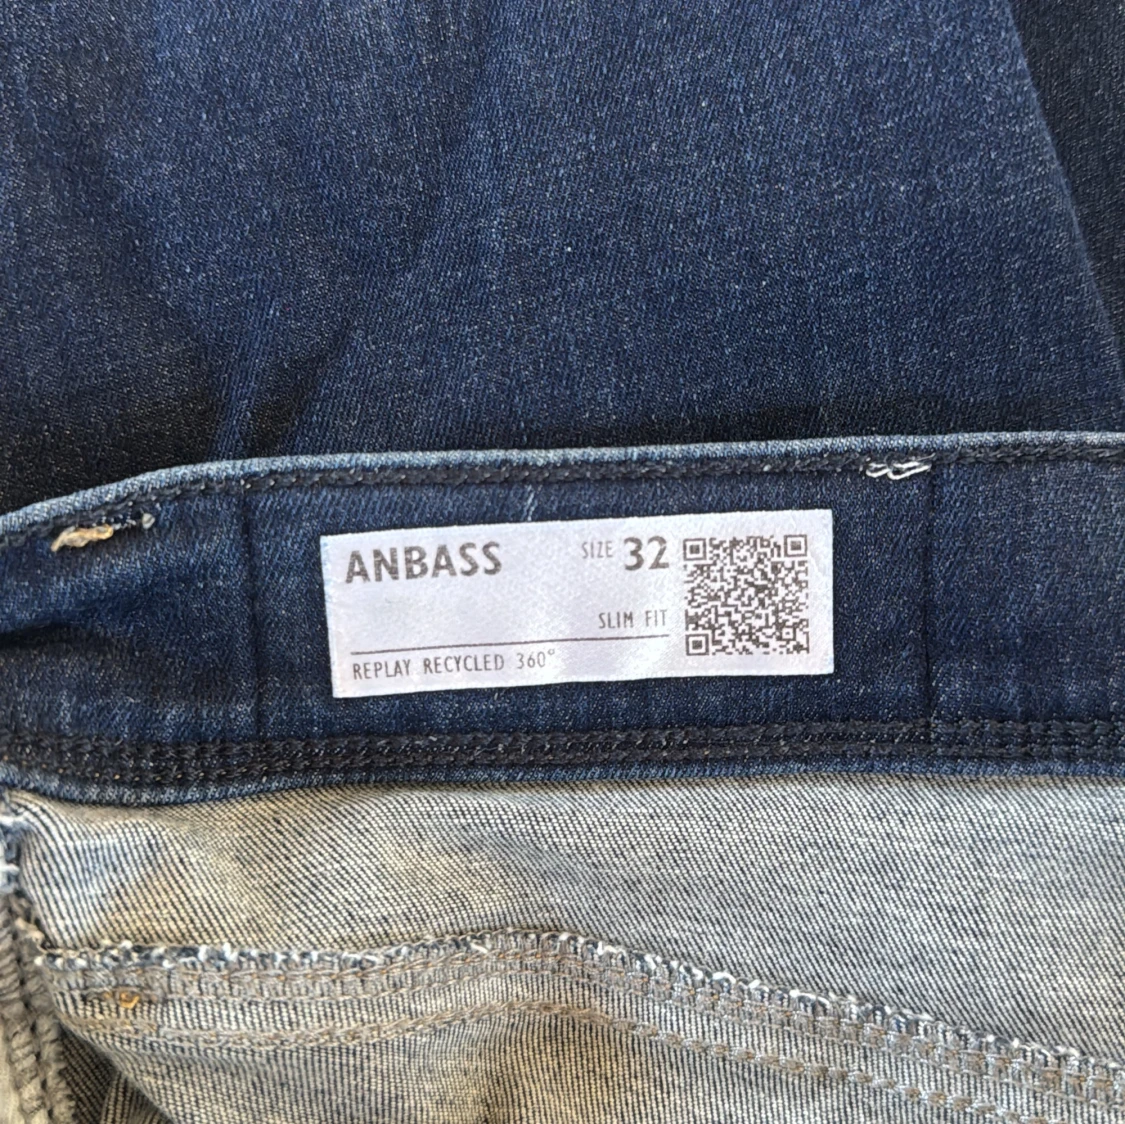 ANBASS SIZE 32
SLIM FIT
REPLAY RECYCLED 360°